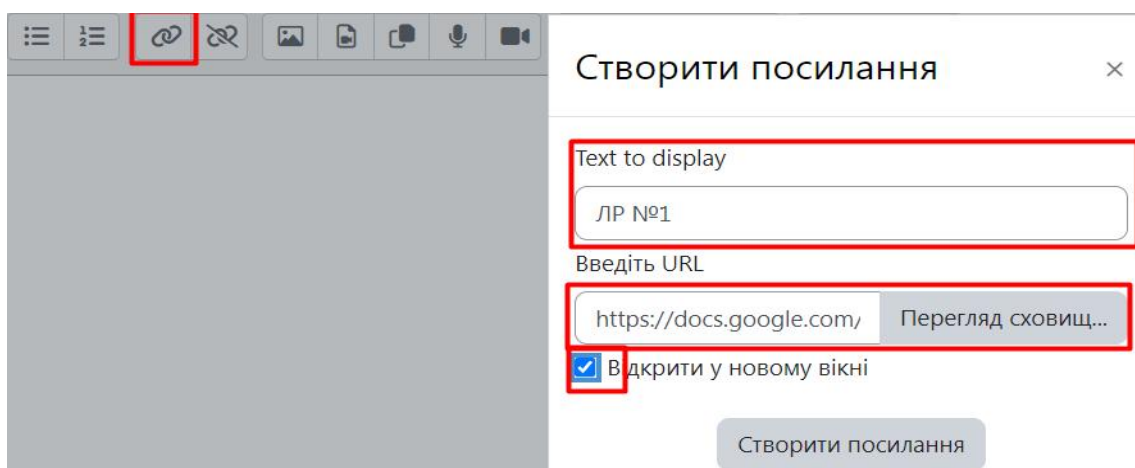 Створити посилання
Text to display
ЛР №1
Введіть URL
https://docs.google.com/ Перегляд сховищ...
Відкрити у новому вікні
Створити посилання